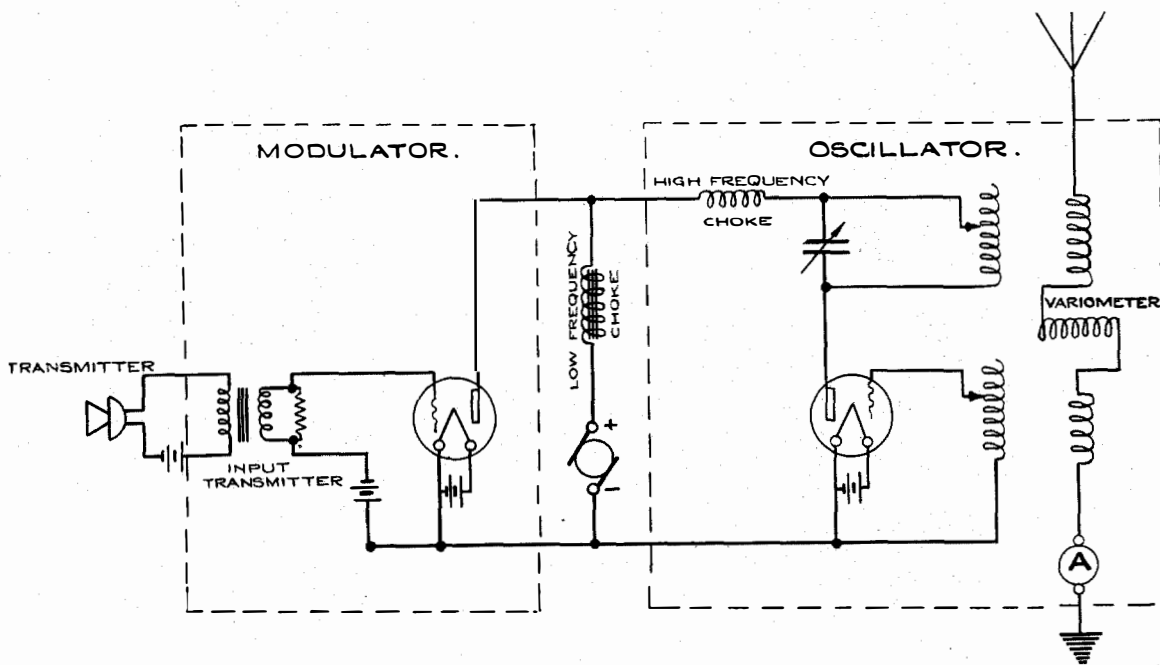 MODULATOR.
OSCILLATOR.
HIGH FREQUENCY
CHOKE
LOW FREQUENCY
CHOKE
VARIOMETER
TRANSMITTER
INPUT
TRANSMITTER
+
−
A